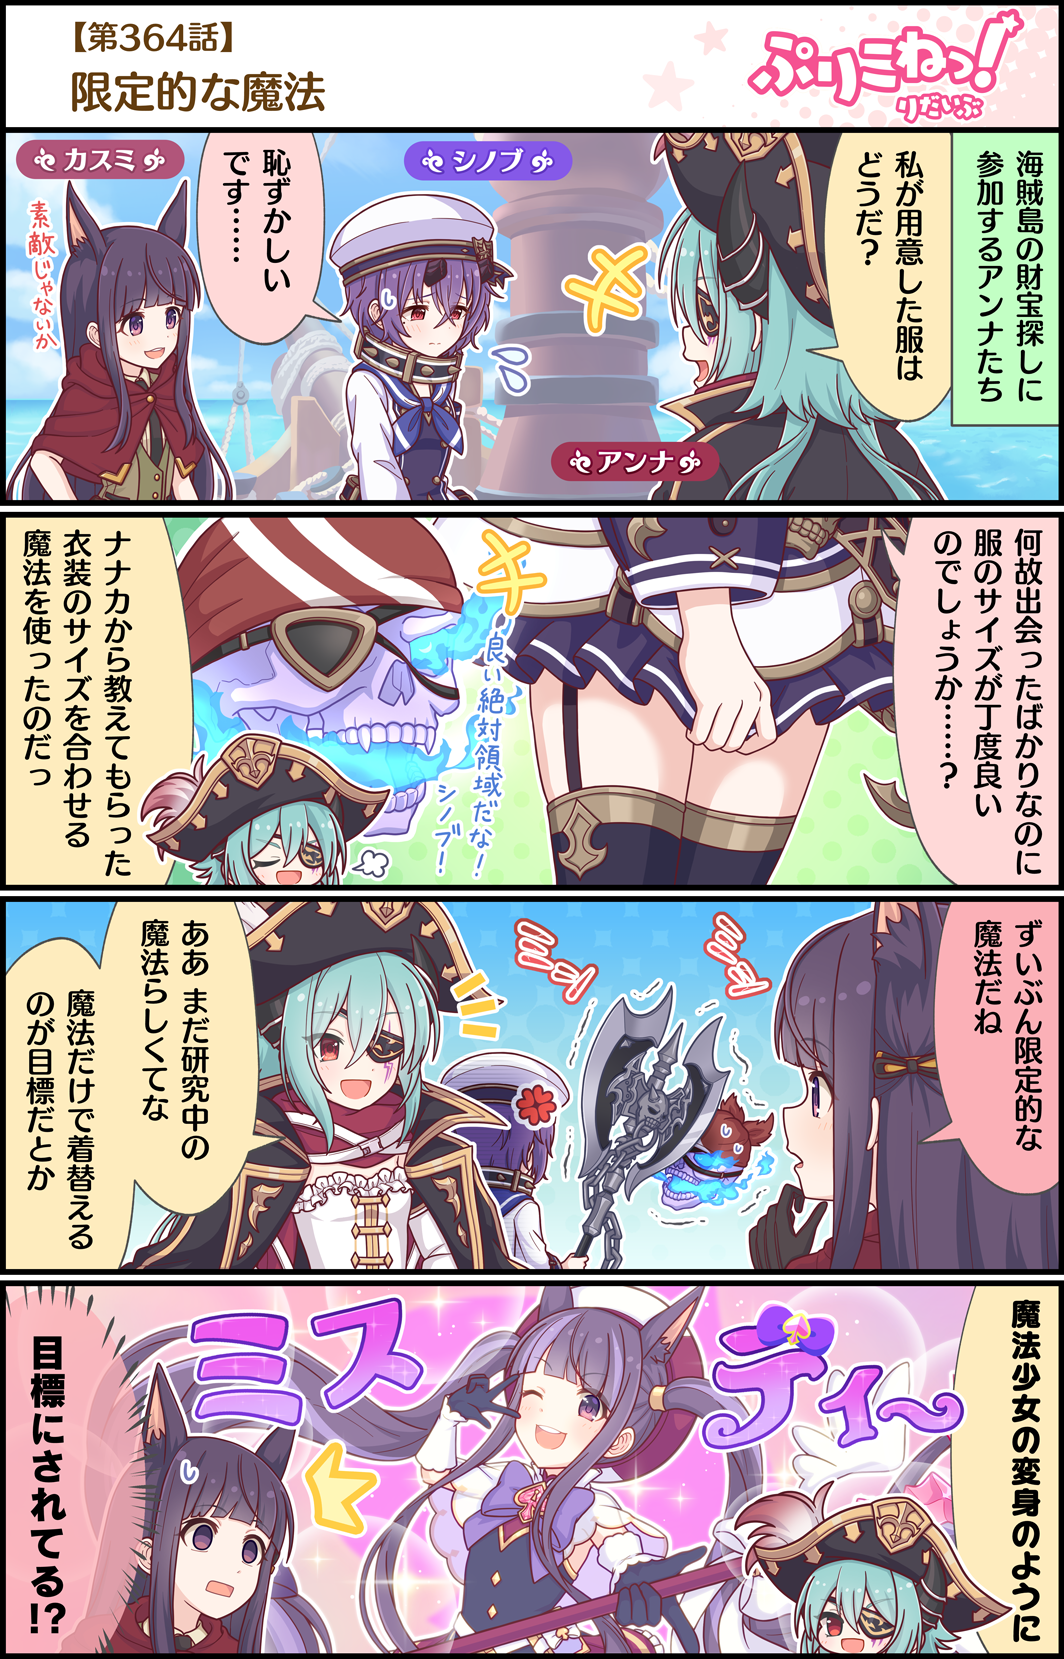 【第364話】
限定的な魔法
ぷりこねっ!
りだいぶ
海賊島の財宝探しに
参加するアンナたち
私が用意した服は
どうだ?
アンナ
シノブ
恥ずかしい
です……
カスミ
素敵じゃないか
何故出会ったばかりなのに
服のサイズが丁度良い
のでしょうか……?
良い絶対領域だな!
シノブ!
ナナカから教えてもらった
衣装のサイズを合わせる
魔法を使ったのだっ
ずいぶん限定的な
魔法だね
ああ まだ研究中の
魔法らしくてな
魔法だけで着替える
のが目標だとか
魔法少女の変身のように
ミスディ〜
目標にされてる!?